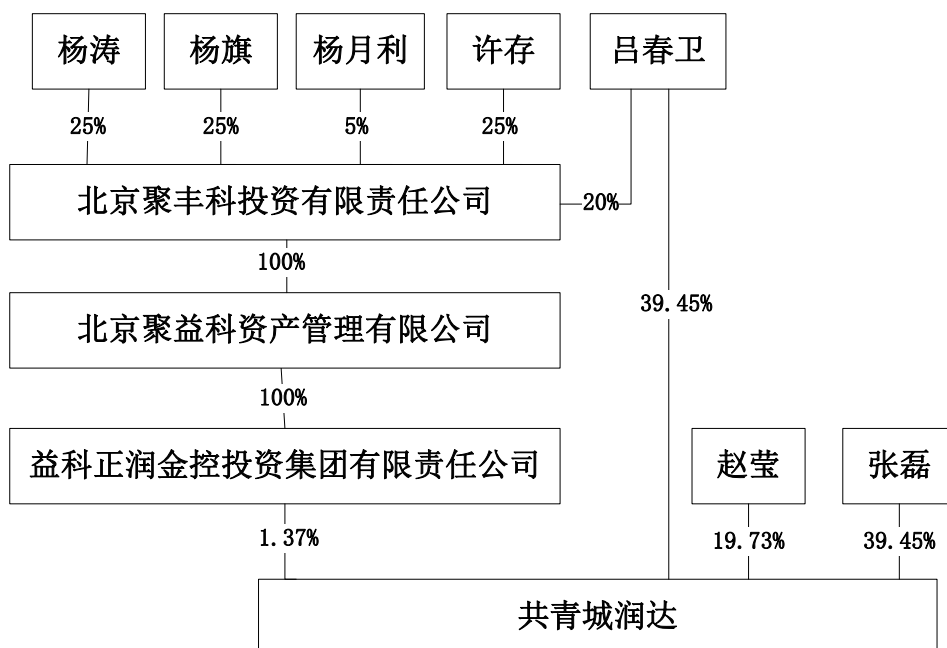 杨涛
杨旗
杨月利
许存
吕春卫
25%
25%
5%
25%
北京聚丰科投资有限责任公司
20%
100%
北京聚益科资产管理有限公司
39.45%
100%
益科正润金控投资集团有限责任公司
赵莹
张磊
1.37%
19.73%
39.45%
共青城润达